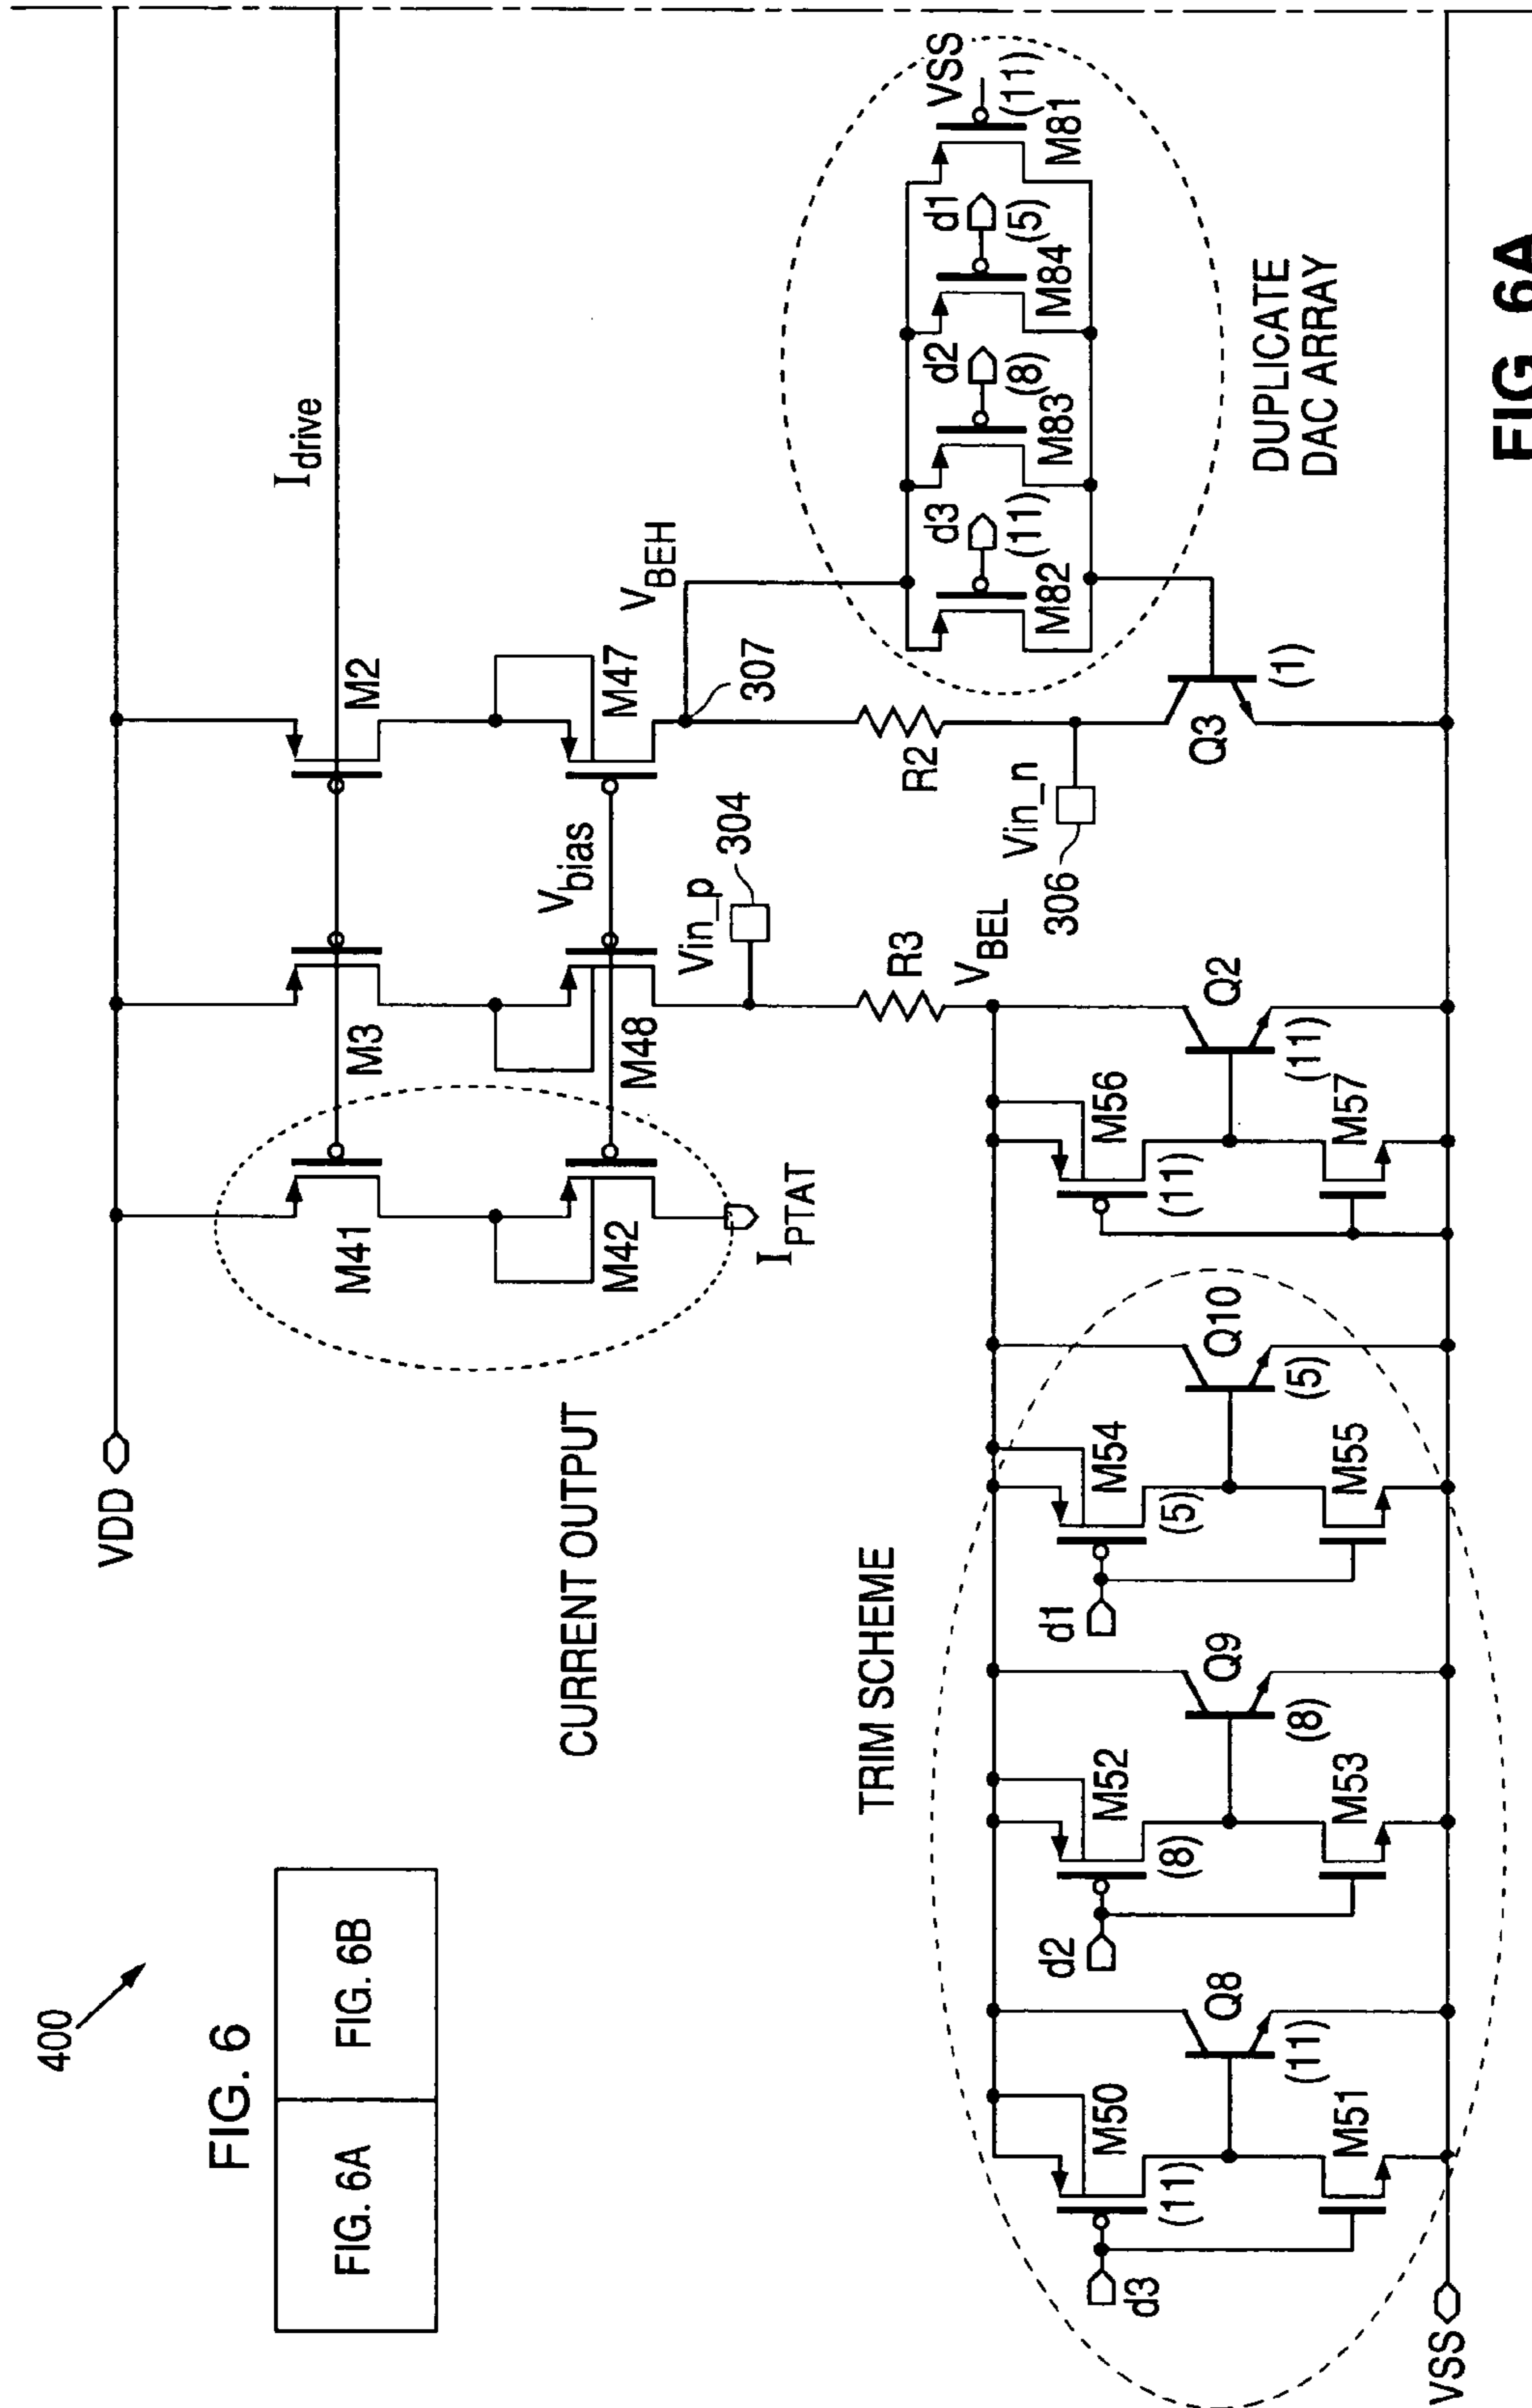 400
FIG. 6
FIG. 6A
FIG. 6B
VDD
CURRENT OUTPUT
I_drive
M41
M3
M2
V_bias
M42
M48
M47
V_BEH
I_PTAT
Vin_p
304
307
TRIM SCHEME
R3
R2
V_BEL
Vin_n
306
d3
M50
(11)
M51
Q8
(11)
d2
M52
(8)
M53
Q9
(8)
d1
M54
(5)
M55
Q10
(5)
M56
(11)
M57
Q2
(11)
Q3
(1)
d3
(11)
M82
d2
(8)
M83
d1
(5)
M84
VSS
(11)
M81
DUPLICATE
DAC ARRAY
VSS
FIG. 6A